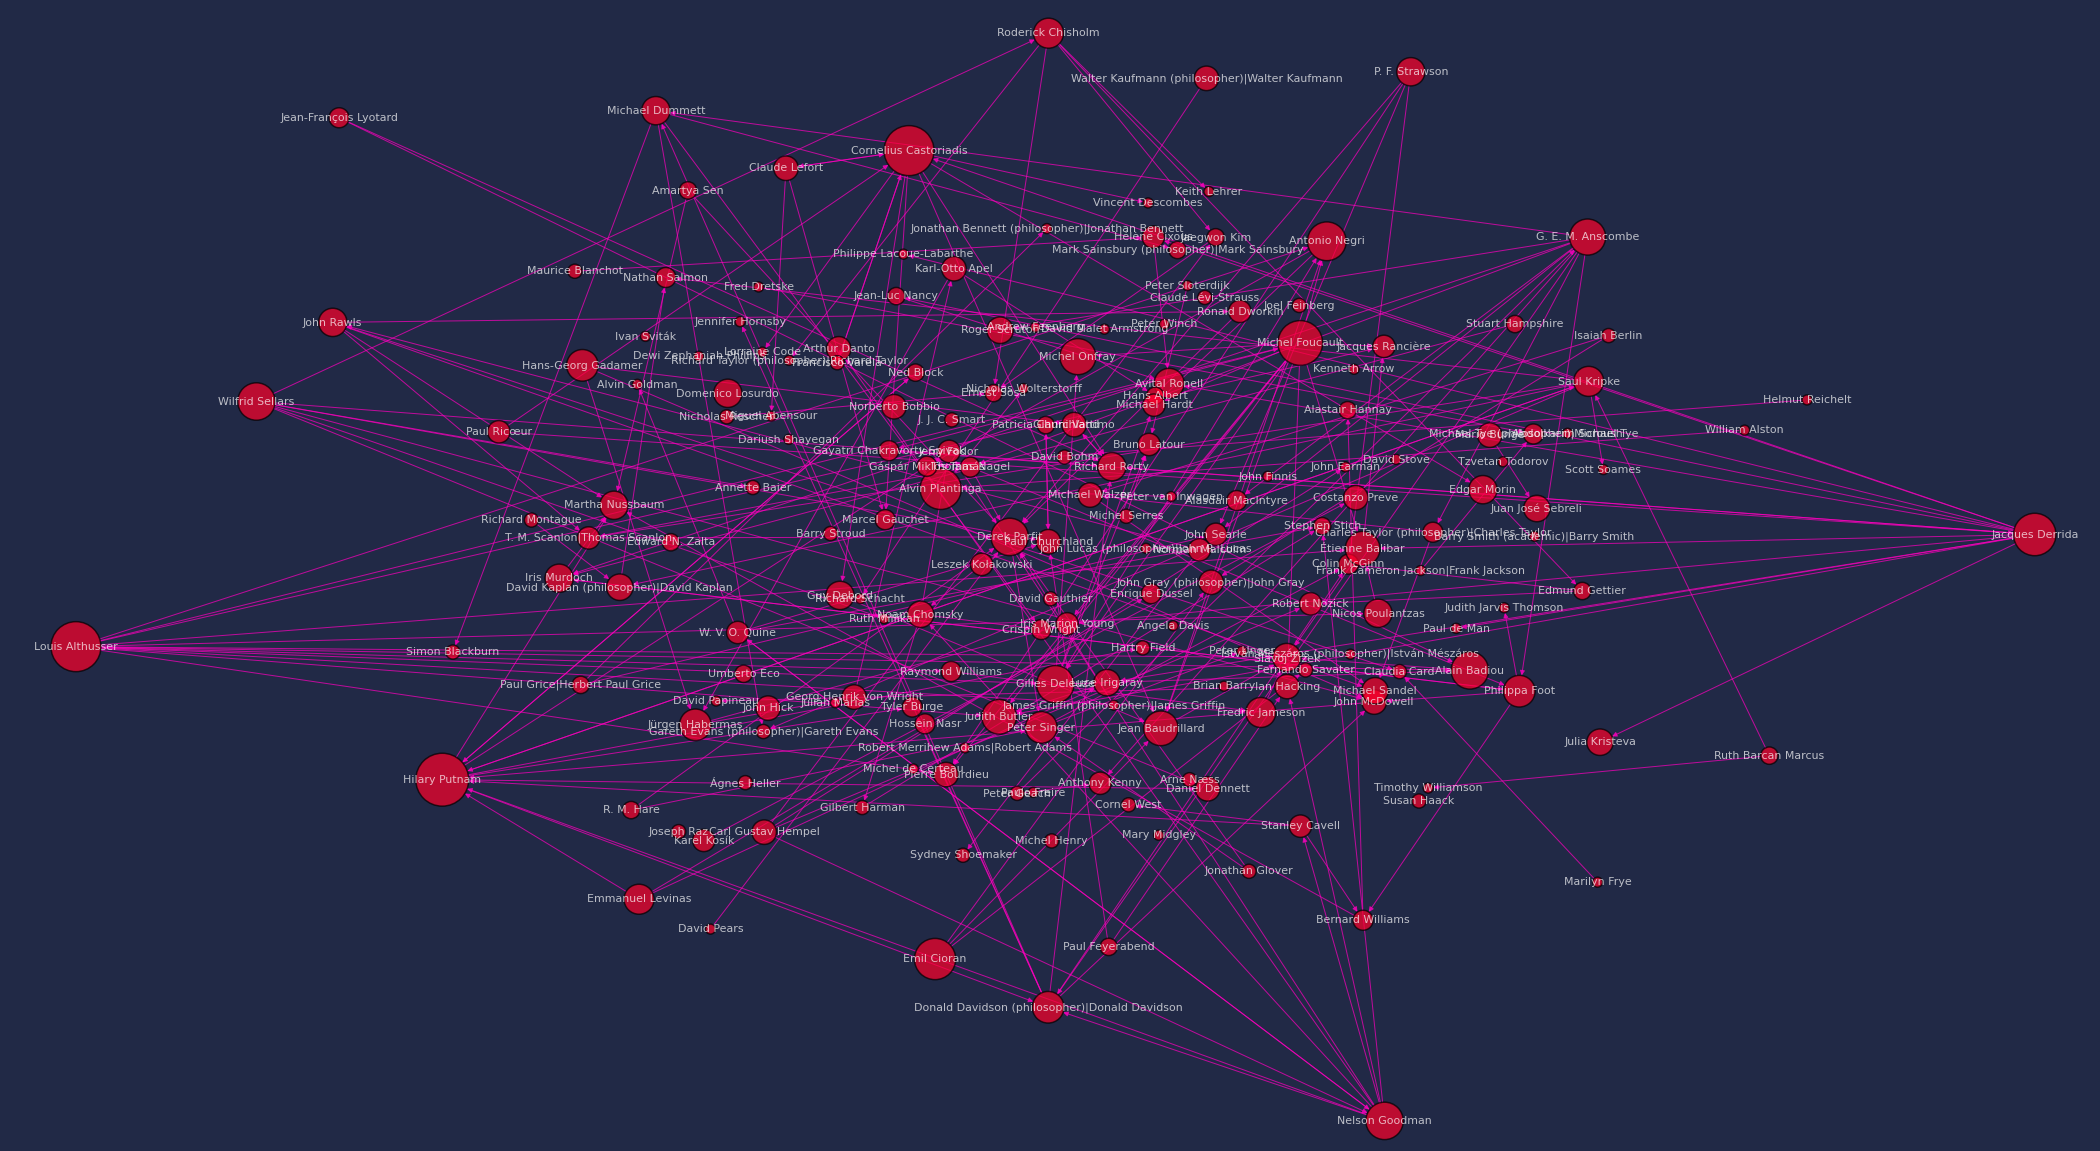 Roderick Chisholm
P. F. Strawson
Walter Kaufmann (philosopher)|Walter Kaufmann
Michael Dummett
Jean-François Lyotard
Cornelius Castoriadis
Claude Lefort
Amartya Sen
Keith Lehrer
Vincent Descombes
Jonathan Bennett (philosopher)|Jonathan Bennett
Hélène Cixous
Jaegwon Kim
G. E. M. Anscombe
Antonio Negri
Mark Sainsbury (philosopher)|Mark Sainsbury
Philippe Lacoue-Labarthe
Karl-Otto Apel
Maurice Blanchot
Nathan Salmon
Fred Dretske
Peter Sloterdijk
Jean-Luc Nancy
Claude Lévi-Strauss
Joel Feinberg
Ronald Dworkin
John Rawls
Jennifer Hornsby
Peter Winch
Stuart Hampshire
Roger Scruton
Andrew Feenberg
David Malet Armstrong
Ivan Sviták
Isaiah Berlin
Michel Foucault
Jacques Rancière
Arthur Danto
Lorraine Code
Dewi Zephaniah Phillips
Richard Taylor (philosopher)|Richard Taylor
Francisco Varela
Michel Onfray
Hans-Georg Gadamer
Kenneth Arrow
Ned Block
Alvin Goldman
Saul Kripke
Avital Ronell
Nicholas Wolterstorff
Ernest Sosa
Domenico Losurdo
Hans Albert
Wilfrid Sellars
Helmut Reichelt
Norberto Bobbio
Michael Hardt
Alastair Hannay
Nicholas Rescher
Miguel Abensour
J. J. C. Smart
Patricia Churchland
Gianni Vattimo
William Alston
Paul Ricœur
Michael Tye (philosopher)|Michael Tye
Mario Bunge
Abdolkarim Soroush
Dariush Shayegan
Bruno Latour
Gayatri Chakravorty Spivak
Jerry Fodor
David Bohm
David Stove
Tzvetan Todorov
Gáspár Miklós Tamás
Thomas Nagel
Richard Rorty
John Earman
Scott Soames
John Finnis
Annette Baier
Alvin Plantinga
Edgar Morin
Michael Walzer
Peter van Inwagen
Costanzo Preve
Alasdair MacIntyre
Martha Nussbaum
Juan José Sebreli
Michel Serres
Richard Montague
Marcel Gauchet
Stephen Stich
Barry Stroud
John Searle
Charles Taylor (philosopher)|Charles Taylor
Jacques Derrida
T. M. Scanlon|Thomas Scanlon
Derek Parfit
Barry Smith (academic)|Barry Smith
Edward N. Zalta
Paul Churchland
John Lucas (philosopher)|John Lucas
Norman Malcolm
Étienne Balibar
Leszek Kołakowski
Colin McGinn
Frank Cameron Jackson|Frank Jackson
Iris Murdoch
John Gray (philosopher)|John Gray
David Kaplan (philosopher)|David Kaplan
Edmund Gettier
Enrique Dussel
Guy Debord
Richard Schacht
David Gauthier
Robert Nozick
Judith Jarvis Thomson
Nicos Poulantzas
Noam Chomsky
Ruth Millikan
Iris Marion Young
Angela Davis
Paul de Man
Crispin Wright
W. V. O. Quine
Louis Althusser
Hartry Field
Simon Blackburn
Peter Unger
István Mészáros (philosopher)|István Mészáros
Slavoj Žižek
Raymond Williams
Fernando Savater
Claudia Card
Alain Badiou
Umberto Eco
Paul Grice|Herbert Paul Grice
Gilles Deleuze
Luce Irigaray
Brian Barry
Ian Hacking
Michael Sandel
Philippa Foot
Georg Henrik von Wright
David Papineau
Julián Marías
John Hick
Tyler Burge
James Griffin (philosopher)|James Griffin
John McDowell
Fredric Jameson
Judith Butler
Jürgen Habermas
Hossein Nasr
Peter Singer
Jean Baudrillard
Gareth Evans (philosopher)|Gareth Evans
Julia Kristeva
Robert Merrihew Adams|Robert Adams
Ruth Barcan Marcus
Michel de Certeau
Pierre Bourdieu
Hilary Putnam
Ágnes Heller
Anthony Kenny
Arne Næss
Daniel Dennett
Timothy Williamson
Peter Geach
Paulo Freire
Susan Haack
Cornel West
R. M. Hare
Gilbert Harman
Stanley Cavell
Joseph Raz
Carl Gustav Hempel
Mary Midgley
Karel Kosík
Michel Henry
Sydney Shoemaker
Jonathan Glover
Marilyn Frye
Emmanuel Levinas
Bernard Williams
David Pears
Paul Feyerabend
Emil Cioran
Donald Davidson (philosopher)|Donald Davidson
Nelson Goodman